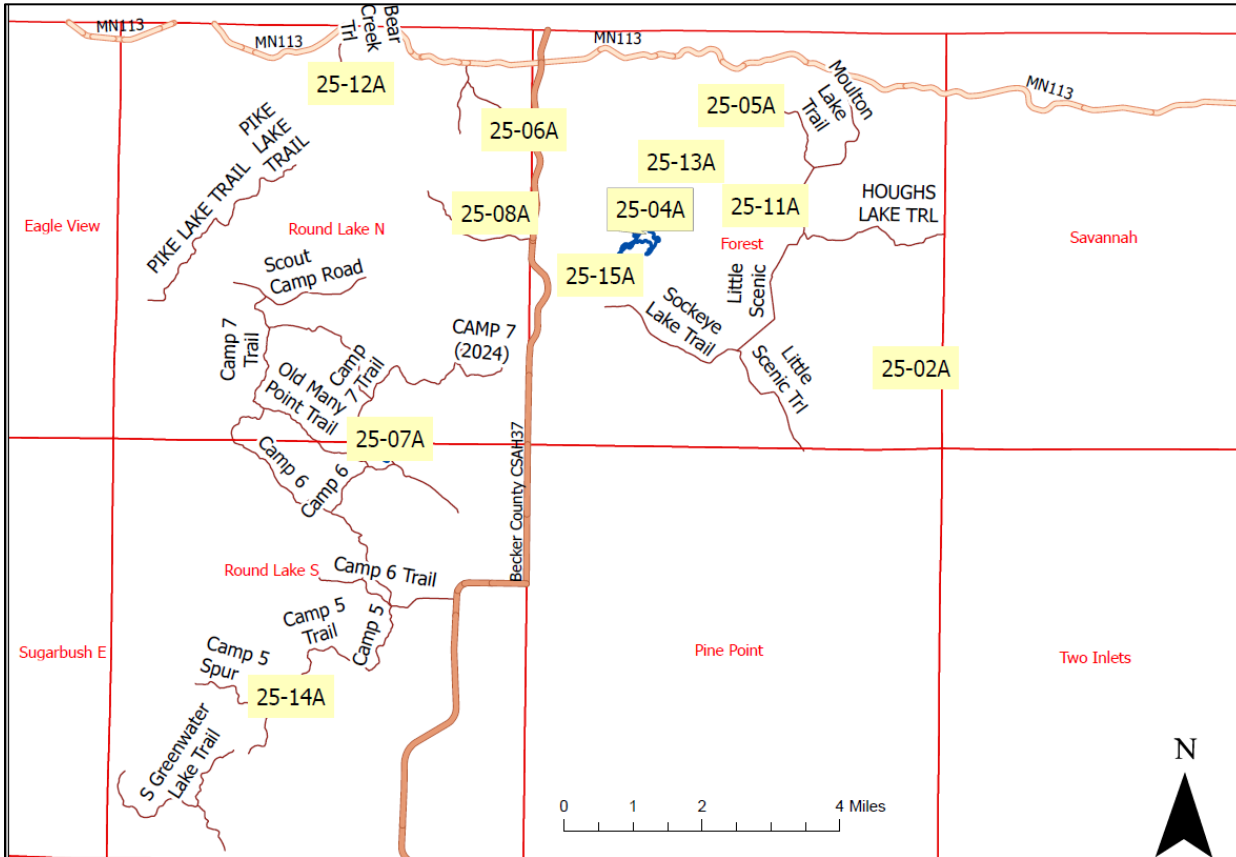 MN113
MN113
Bear
Creek
Trl
MN113
MN113
25-12A
25-06A
25-05A
Moulton
Lake
Trail
PIKE
LAKE
TRAIL
PIKE LAKE TRAIL
25-13A
25-08A
25-04A
25-11A
HOUGHS
LAKE TRL
Eagle View
Round Lake N
Forest
Savannah
Scout
Camp Road
25-15A
Little
Scenic
Sockeye
Lake Trail
Camp 7
Trail
CAMP 7
(2024)
Camp
7 Trail
Old Many
Point Trail
Little
Scenic Trl
25-02A
25-07A
Camp 6
Camp 6
Becker County CSAH37
Round Lake S
Camp 6 Trail
Camp 5
Trail
Camp 5
Sugarbush E
Camp 5
Spur
Pine Point
Two Inlets
25-14A
S Greenwater
Lake Trail
N
0 1 2 4 Miles